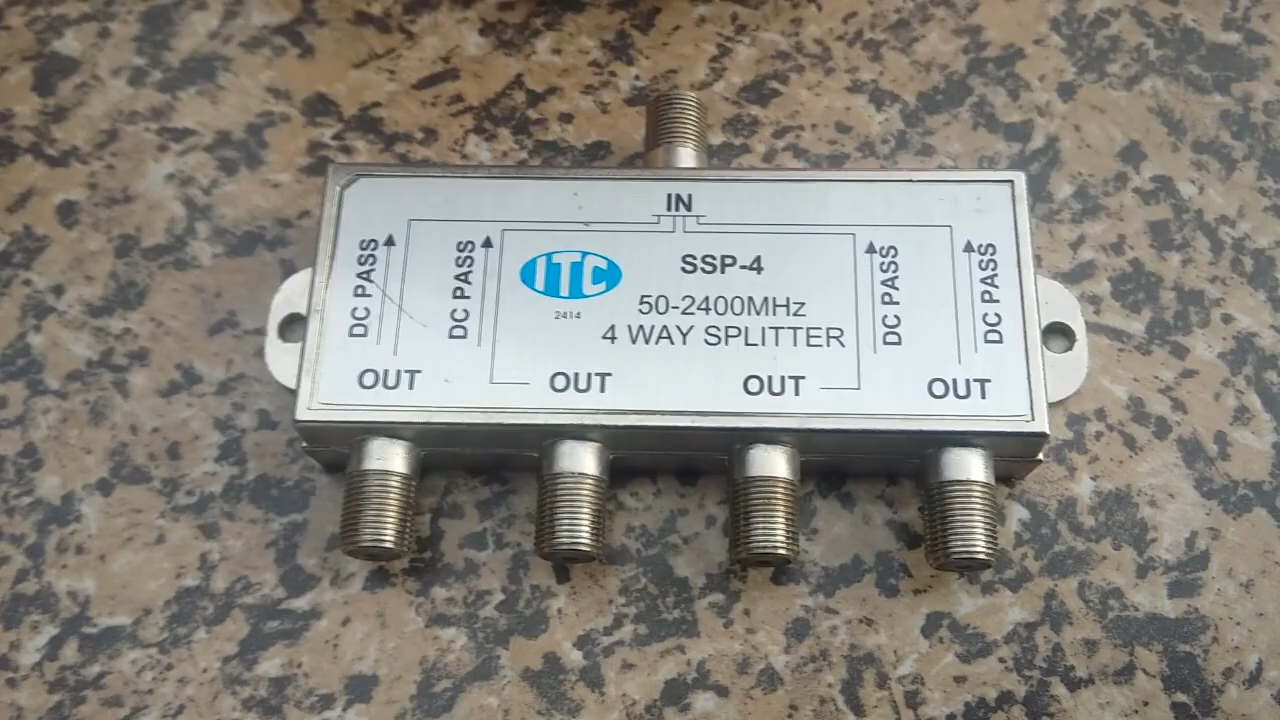 IN
DC PASS
DC PASS
ITC
2414
SSP-4
50-2400MHz
4 WAY SPLITTER
DC PASS
DC PASS
OUT
OUT
OUT
OUT